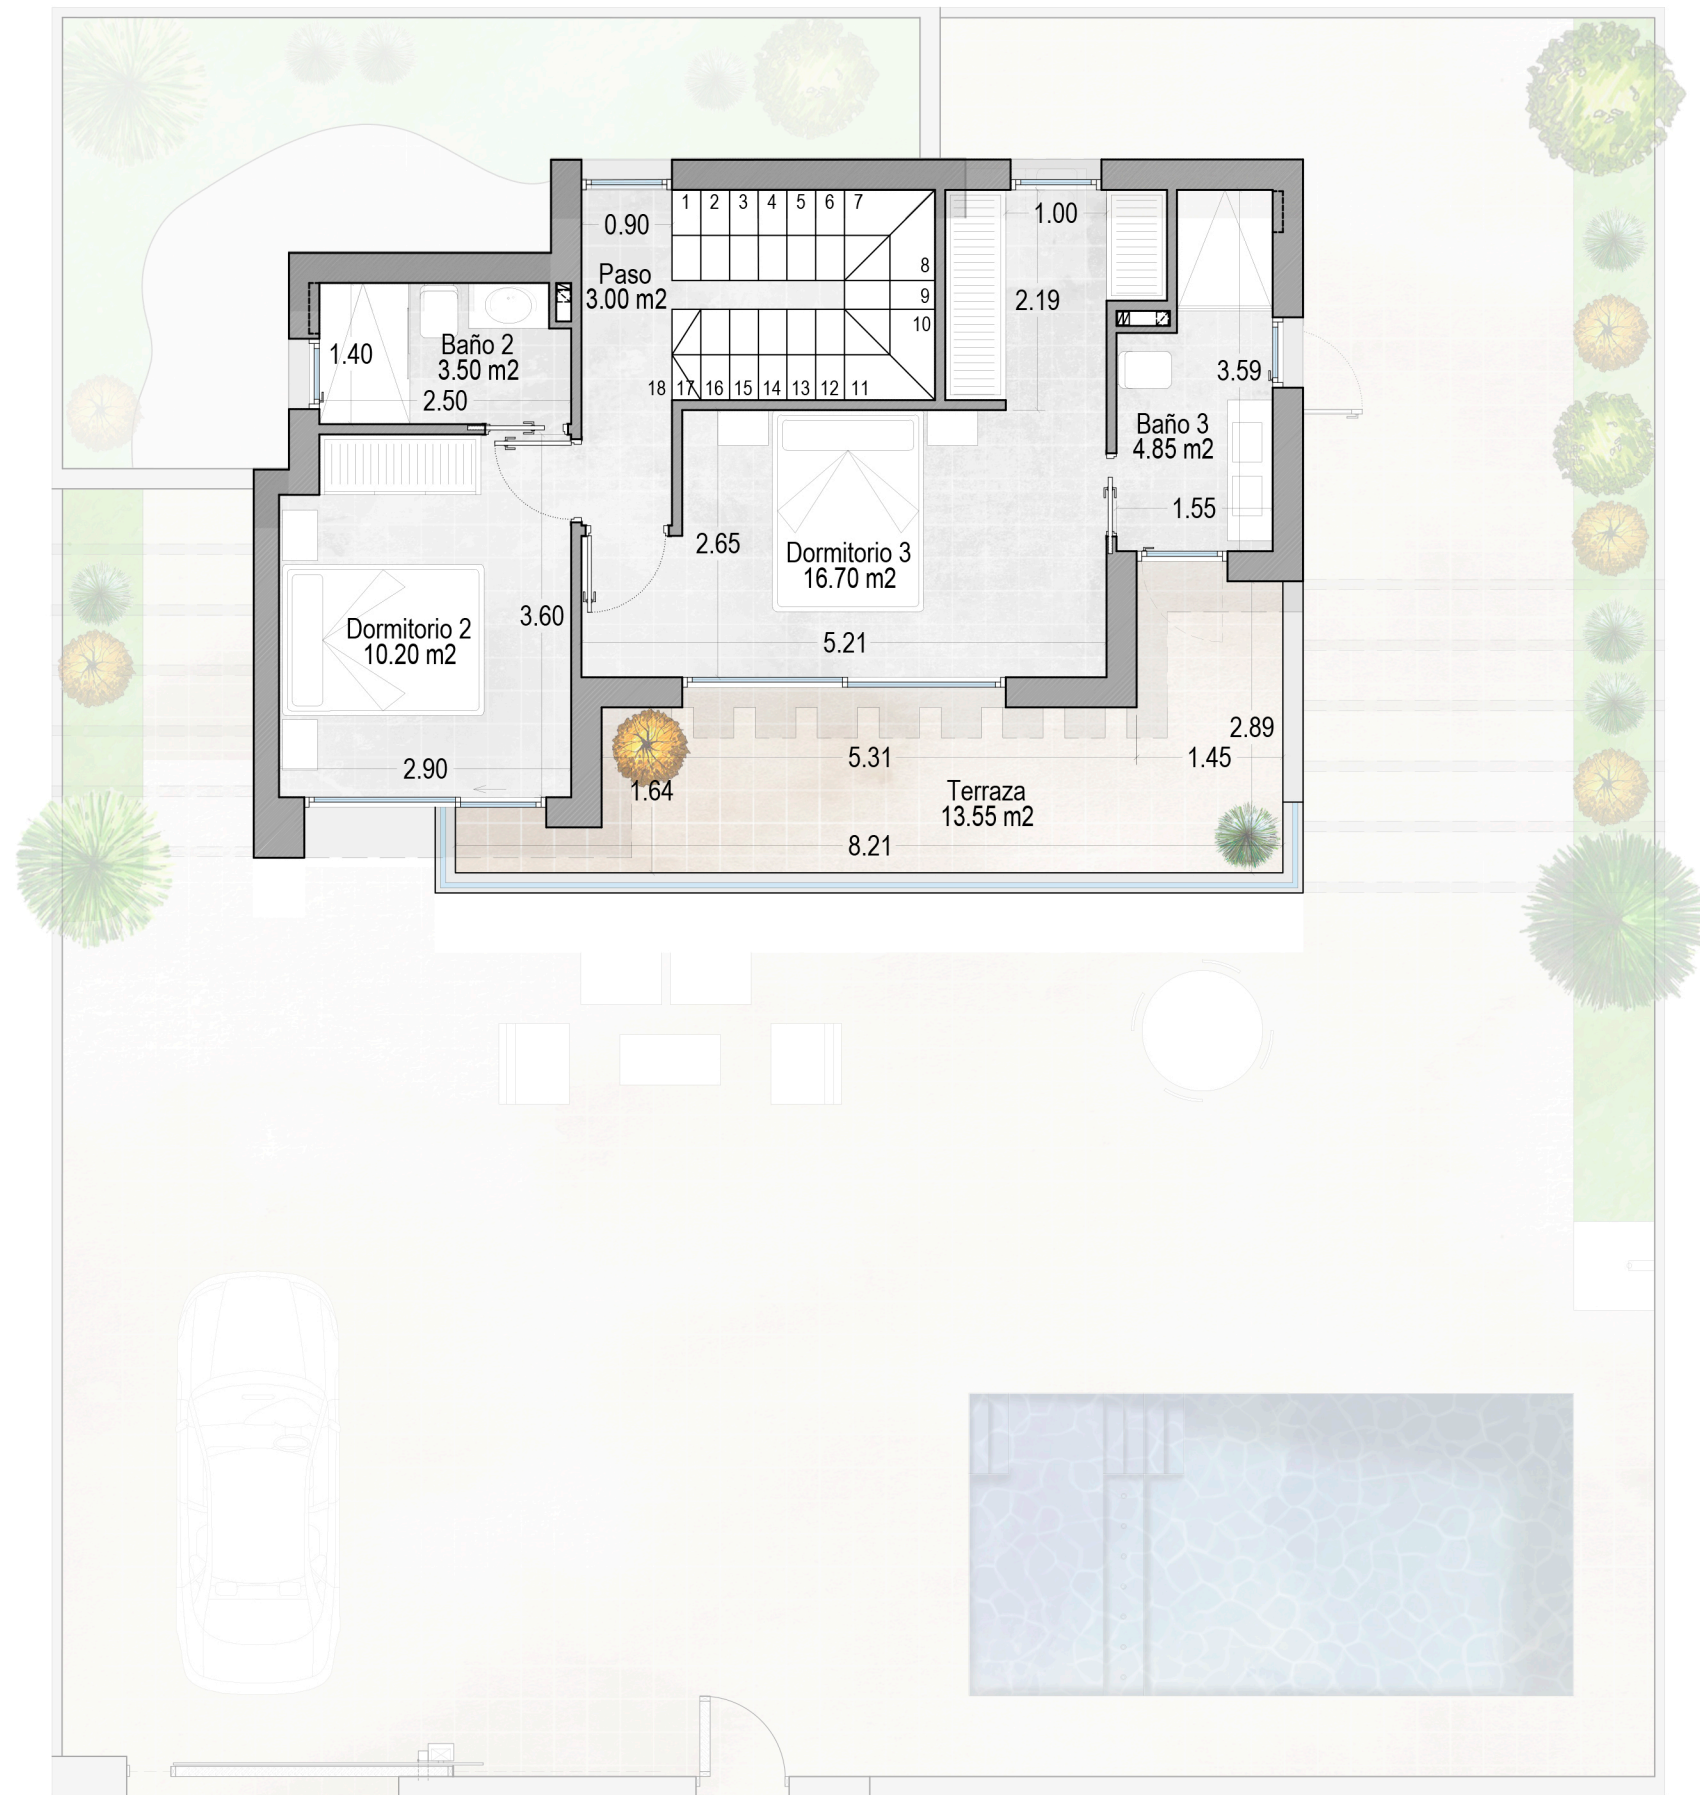 1 2 3 4 5 6 7
0.90
1.00
8
Paso
3.00 m2
9
2.19
10
Baño 2
3.50 m2
1.40
3.59
18 17 16 15 14 13 12 11
2.50
Baño 3
4.85 m2
1.55
2.65
Dormitorio 3
16.70 m2
3.60
Dormitorio 2
10.20 m2
5.21
2.89
5.31
1.45
2.90
1.64
Terraza
13.55 m2
8.21